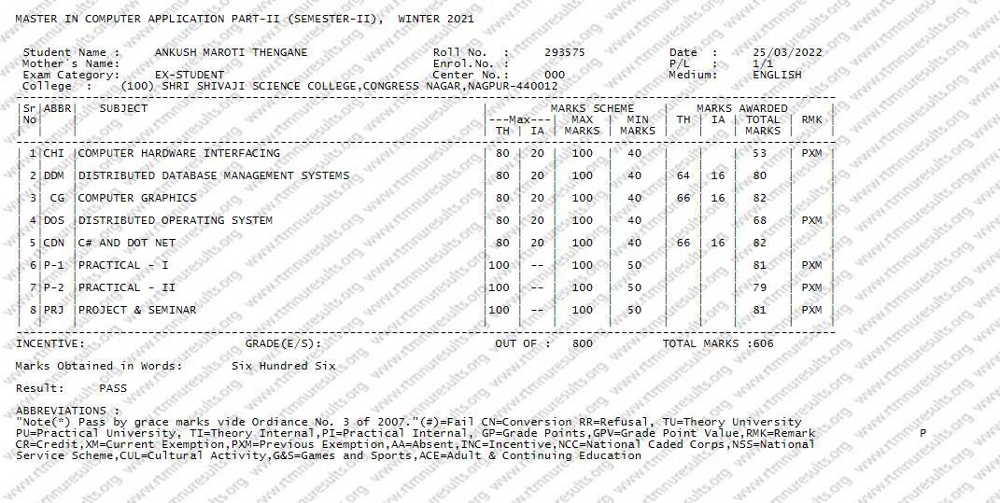 MASTER IN COMPUTER APPLICATION PART-II (SEMESTER-II), WINTER 2021
Student Name : ANKUSH MAROTI THENGANE Roll No. : 293575 Date : 25/03/2022
Mother's Name: Enrol.No. : P/L : 1/1
Exam Category: EX-STUDENT Center No.: 000 Medium: ENGLISH
College : (100) SHRI SHIVAJI SCIENCE COLLEGE,CONGRESS NAGAR,NAGPUR-440012
|Sr|ABBR| SUBJECT | MARKS SCHEME | MARKS AWARDED |
|No| | |---Max---| MAX | MIN | TH | IA | TOTAL | RMK |
| | | | TH | IA | MARKS | MARKS | | | MARKS | |
| 1|CHI |COMPUTER HARDWARE INTERFACING | 80 | 20 | 100 | 40 | | | 53 | PXM |
| 2|DDM |DISTRIBUTED DATABASE MANAGEMENT SYSTEMS | 80 | 20 | 100 | 40 | 64 | 16 | 80 | |
| 3| CG |COMPUTER GRAPHICS | 80 | 20 | 100 | 40 | 66 | 16 | 82 | |
| 4|DOS |DISTRIBUTED OPERATING SYSTEM | 80 | 20 | 100 | 40 | | | 68 | PXM |
| 5|CDN |C# AND DOT NET | 80 | 20 | 100 | 40 | 66 | 16 | 82 | |
| 6|P-1 |PRACTICAL - I |100 | -- | 100 | 50 | | | 81 | PXM |
| 7|P-2 |PRACTICAL - II |100 | -- | 100 | 50 | | | 79 | PXM |
| 8|PRJ |PROJECT & SEMINAR |100 | -- | 100 | 50 | | | 81 | PXM |
INCENTIVE: GRADE(E/S): OUT OF : 800 TOTAL MARKS :606
Marks Obtained in Words: Six Hundred Six
Result: PASS
ABBREVIATIONS :
"Note(*) Pass by grace marks vide Ordiance No. 3 of 2007."(#)=Fail CN=Conversion RR=Refusal, TU=Theory University
PU=Practical University, TI=Theory Internal,PI=Practical Internal, GP=Grade Points,GPV=Grade Point Value,RMK=Remark P
CR=Credit,XM=Current Exemption,PXM=Previous Exemption,AA=Absent,INC=Incentive,NCC=National Caded Corps,NSS=National
Service Scheme,CUL=Cultural Activity,G&S=Games and Sports,ACE=Adult & Continuing Education
www.rtmnuresults.org